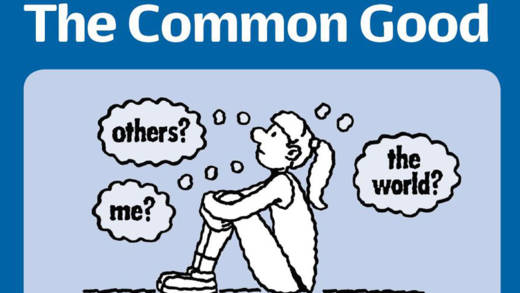 The Common Good
others?
me?
the
world?